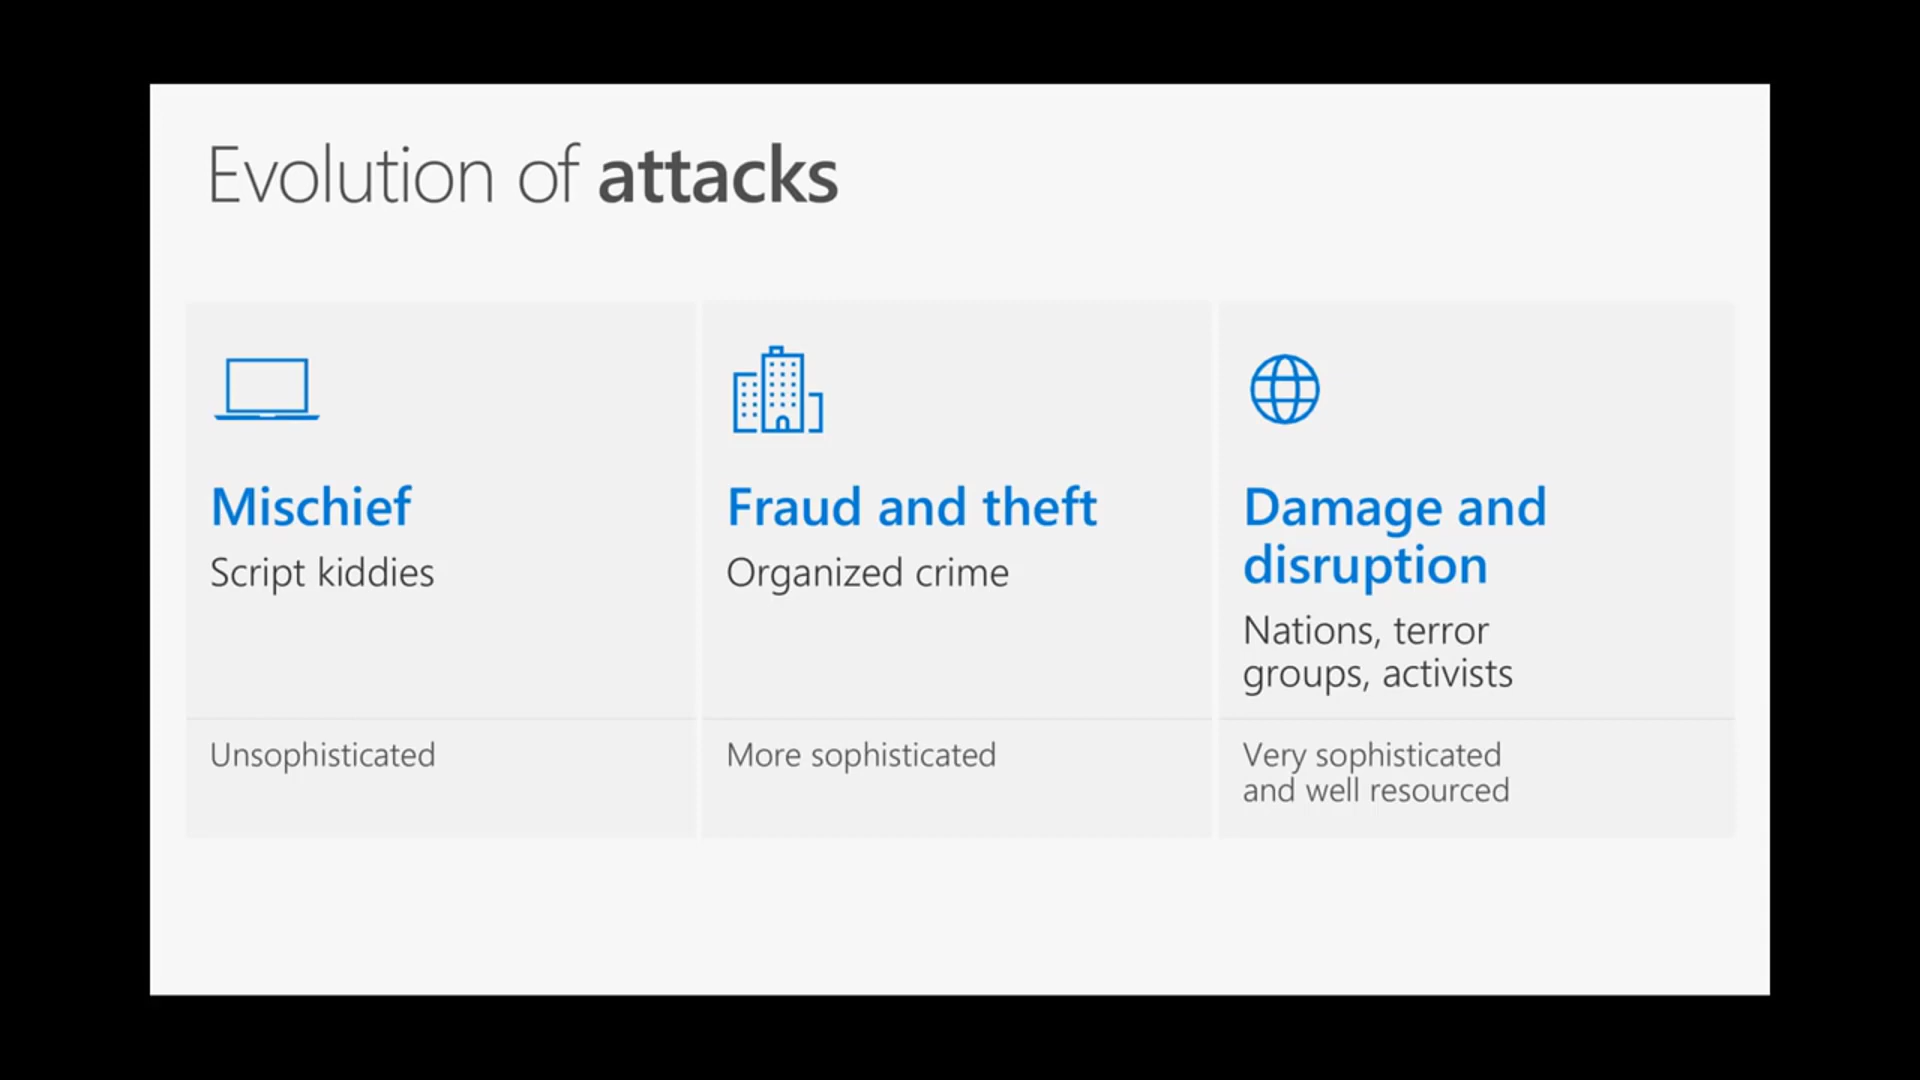 Evolution of attacks
Mischief
Script kiddies
Unsophisticated
Fraud and theft
Organized crime
More sophisticated
Damage and
disruption
Nations, terror
groups, activists
Very sophisticated
and well resourced